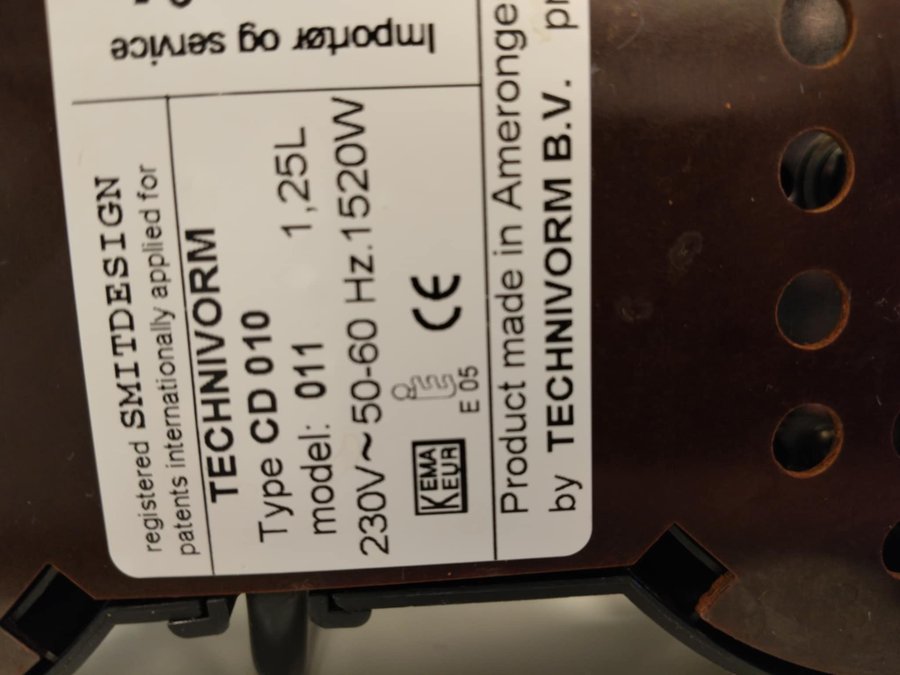 Importør og service
registered SMITDESIGN
patents internationally applied for
TECHNIVORM
Type CD 010
model: 011 1,25L
230V~50-60 Hz.1520W
KEMA
KEUR
E 05
CE
Product made in Ameronge
by TECHNIVORM B.V. pr